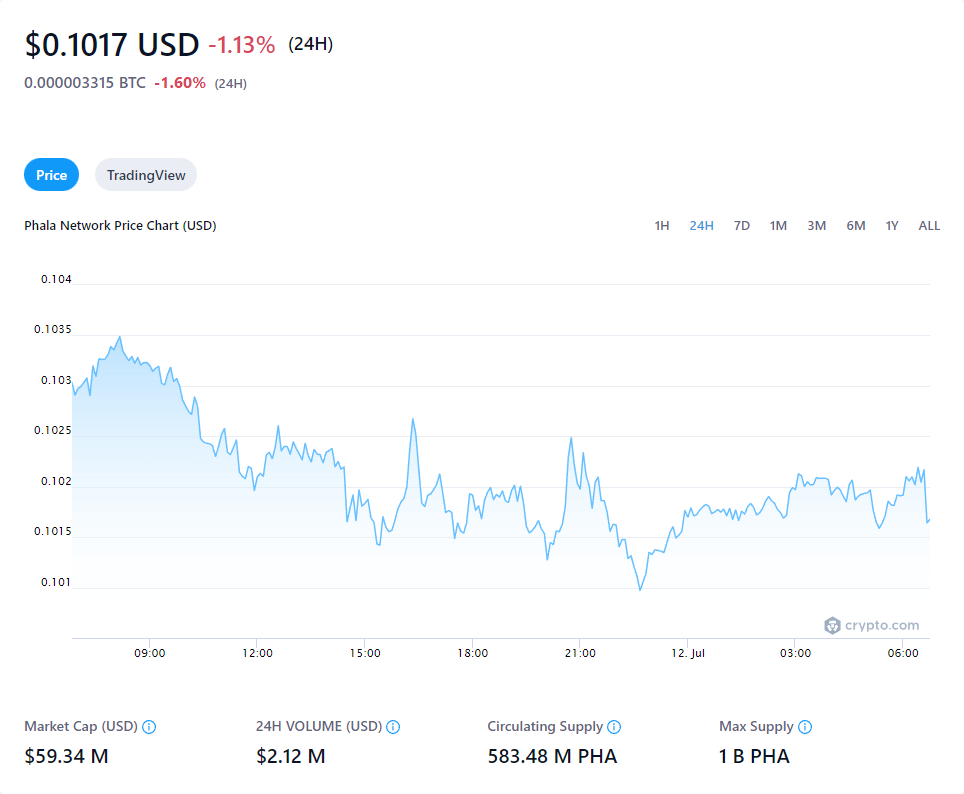 $0.1017 USD -1.13% (24H)
0.000003315 BTC -1.60% (24H)
Price TradingView
Phala Network Price Chart (USD) 1H 24H 7D 1M 3M 6M 1Y ALL
0.104
0.1035
0.103
0.1025
0.102
0.1015
0.101
crypto.com
09:00 12:00 15:00 18:00 21:00 12. Jul 03:00 06:00
Market Cap (USD) 24H VOLUME (USD) Circulating Supply Max Supply
$59.34 M $2.12 M 583.48 M PHA 1 B PHA